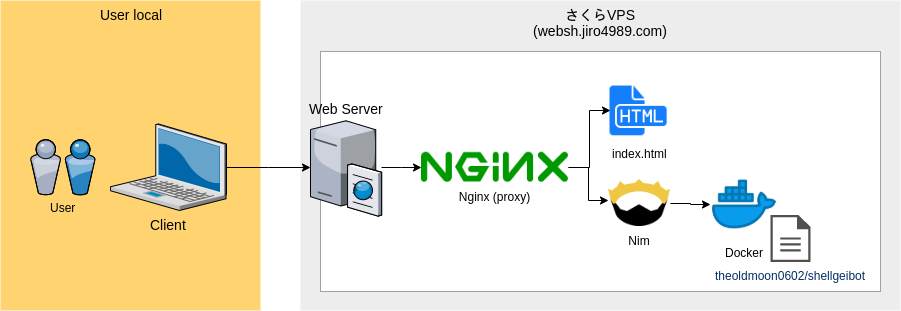 User local
さくらVPS
(websh.jiro4989.com)
Web Server
User
Client
NGiNX
Nginx (proxy)
HTML
index.html
Nim
Docker
theoldmoon0602/shellgeibot